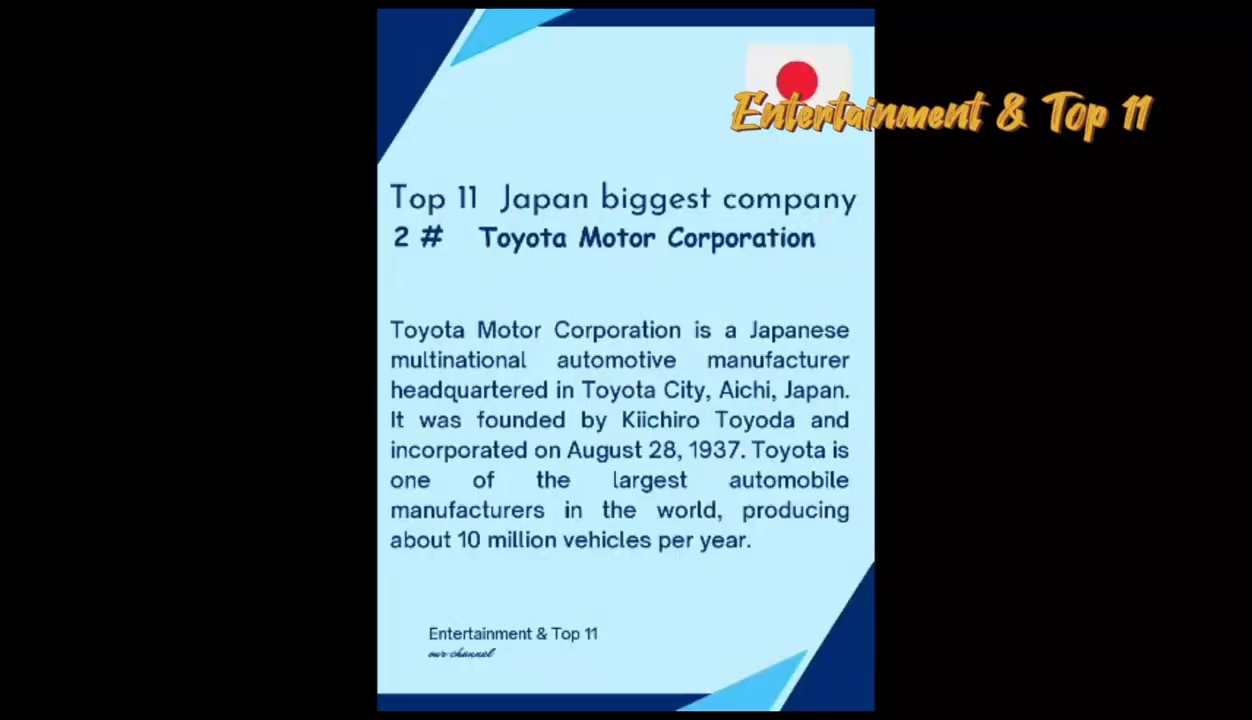 Entertainment & Top 11
Top 11 Japan biggest company
2 # Toyota Motor Corporation
Toyota Motor Corporation is a Japanese
multinational automotive manufacturer
headquartered in Toyota City, Aichi, Japan.
It was founded by Kiichiro Toyoda and
incorporated on August 28, 1937. Toyota is
one of the largest automobile
manufacturers in the world, producing
about 10 million vehicles per year.
Entertainment & Top 11
our channel